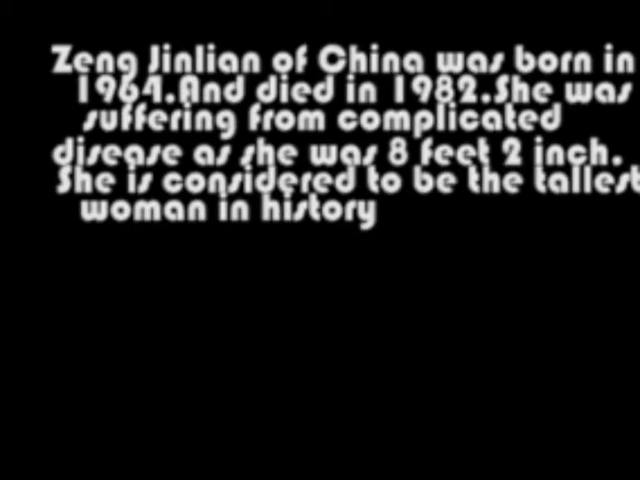 Zeng Jinlian of China was born in
1964.And died in 1982.She was
suffering from complicated
disease as she was 8 feet 2 inch.
She is considered to be the tallest
woman in history